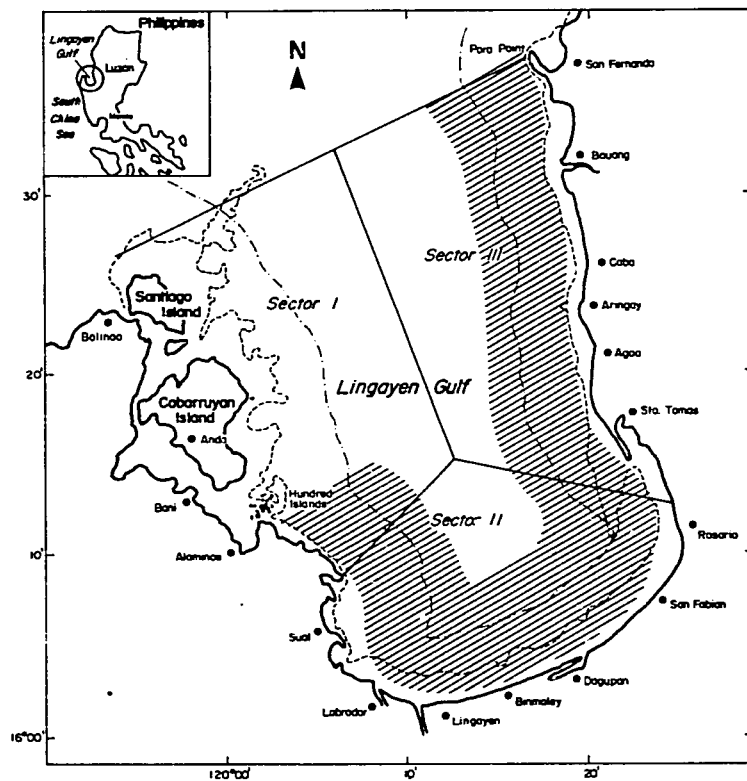 Philippines
Lingayen
Gulf
Luzon
South
China
Sea
Manila
N
Poro Point
San Fernando
Bauang
30'
Sector III
Caba
Sector I
Santiago
Island
Aringay
Bolinao
Agoo
20'
Lingayen Gulf
Cabarruyan
Island
Sto. Tomas
Anda
Hundred
Islands
Bani
Sector II
Rosario
10'
Alaminos
San Fabian
Sual
Dagupan
Labrador
Binmaley
Lingayen
16°00'
120°00'
10'
20'